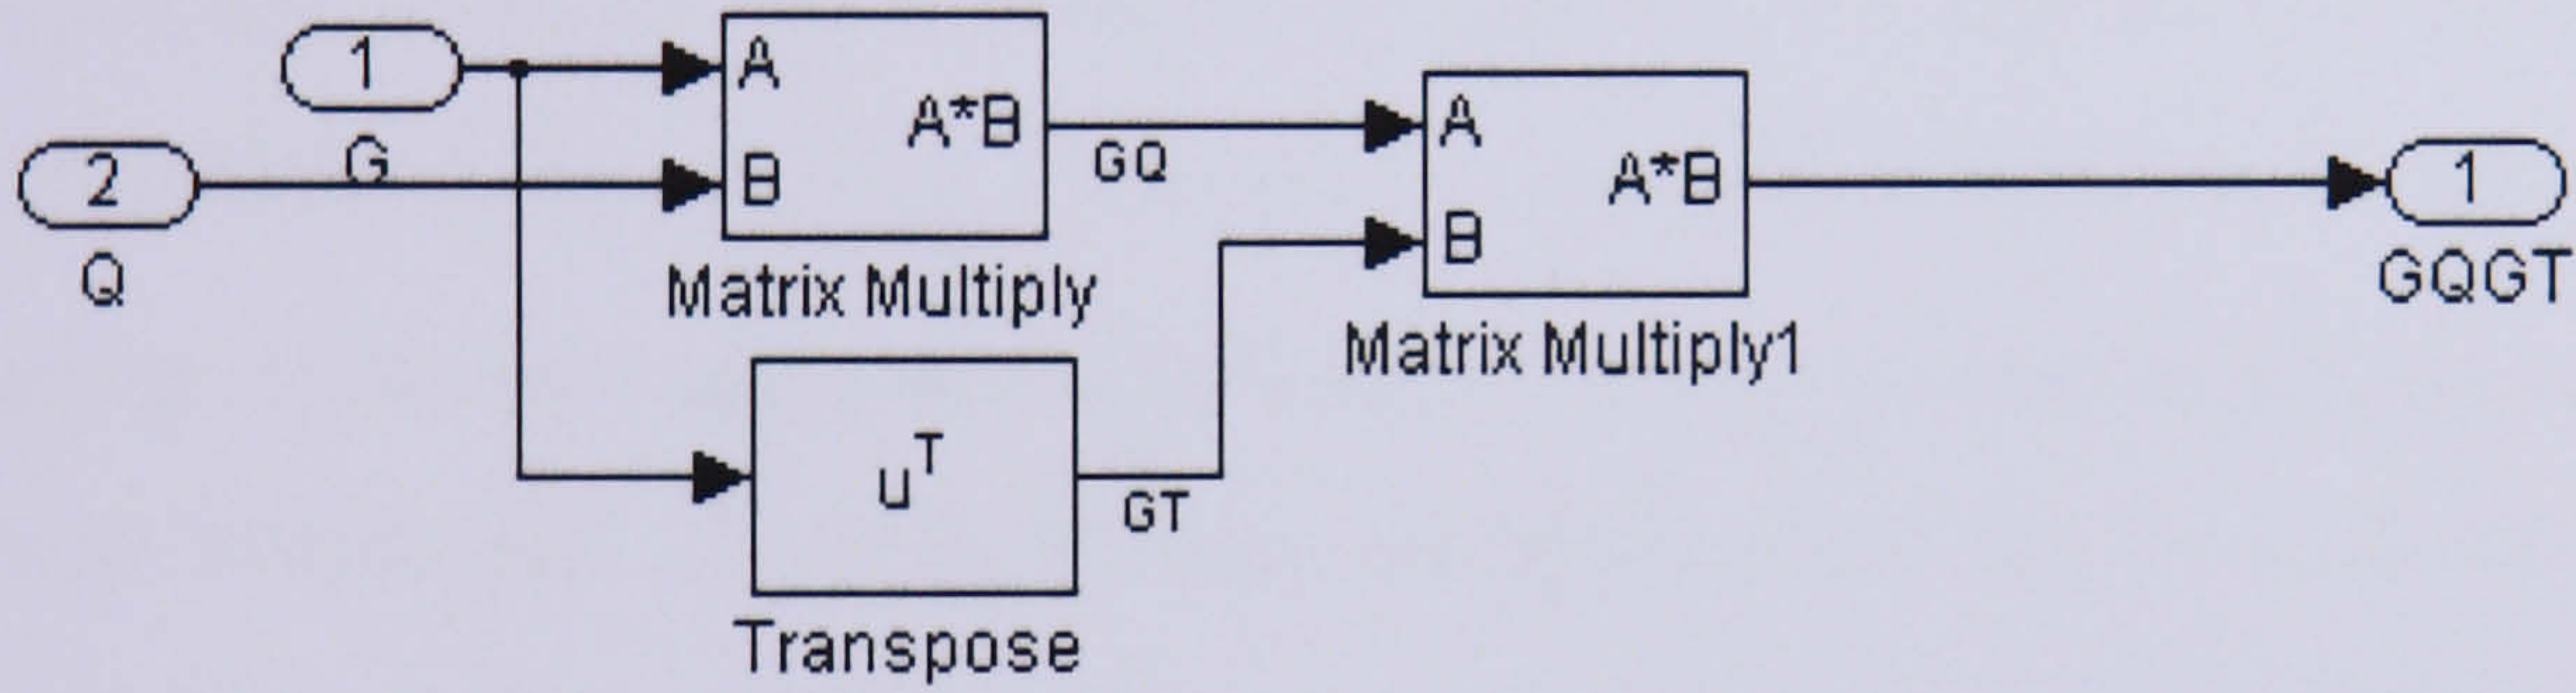 1
G
2
Q
A
B
A*B
Matrix Multiply
GQ
u^T
Transpose
GT
A
B
A*B
Matrix Multiply1
1
GQGT